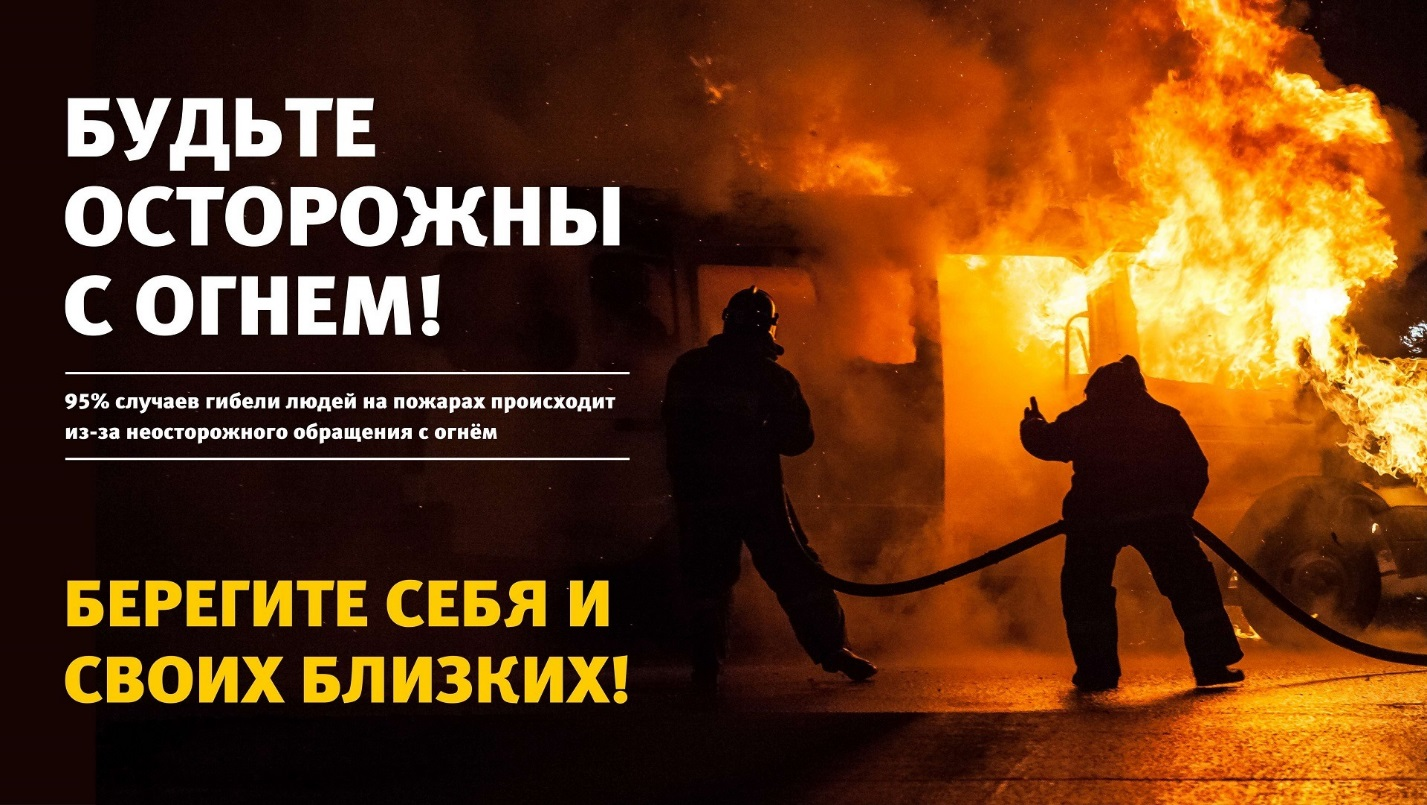 БУДЬТЕ
ОСТОРОЖНЫ
С ОГНЕМ!
95% случаев гибели людей на пожарах происходит
из-за неосторожного обращения с огнём
БЕРЕГИТЕ СЕБЯ И
СВОИХ БЛИЗКИХ!